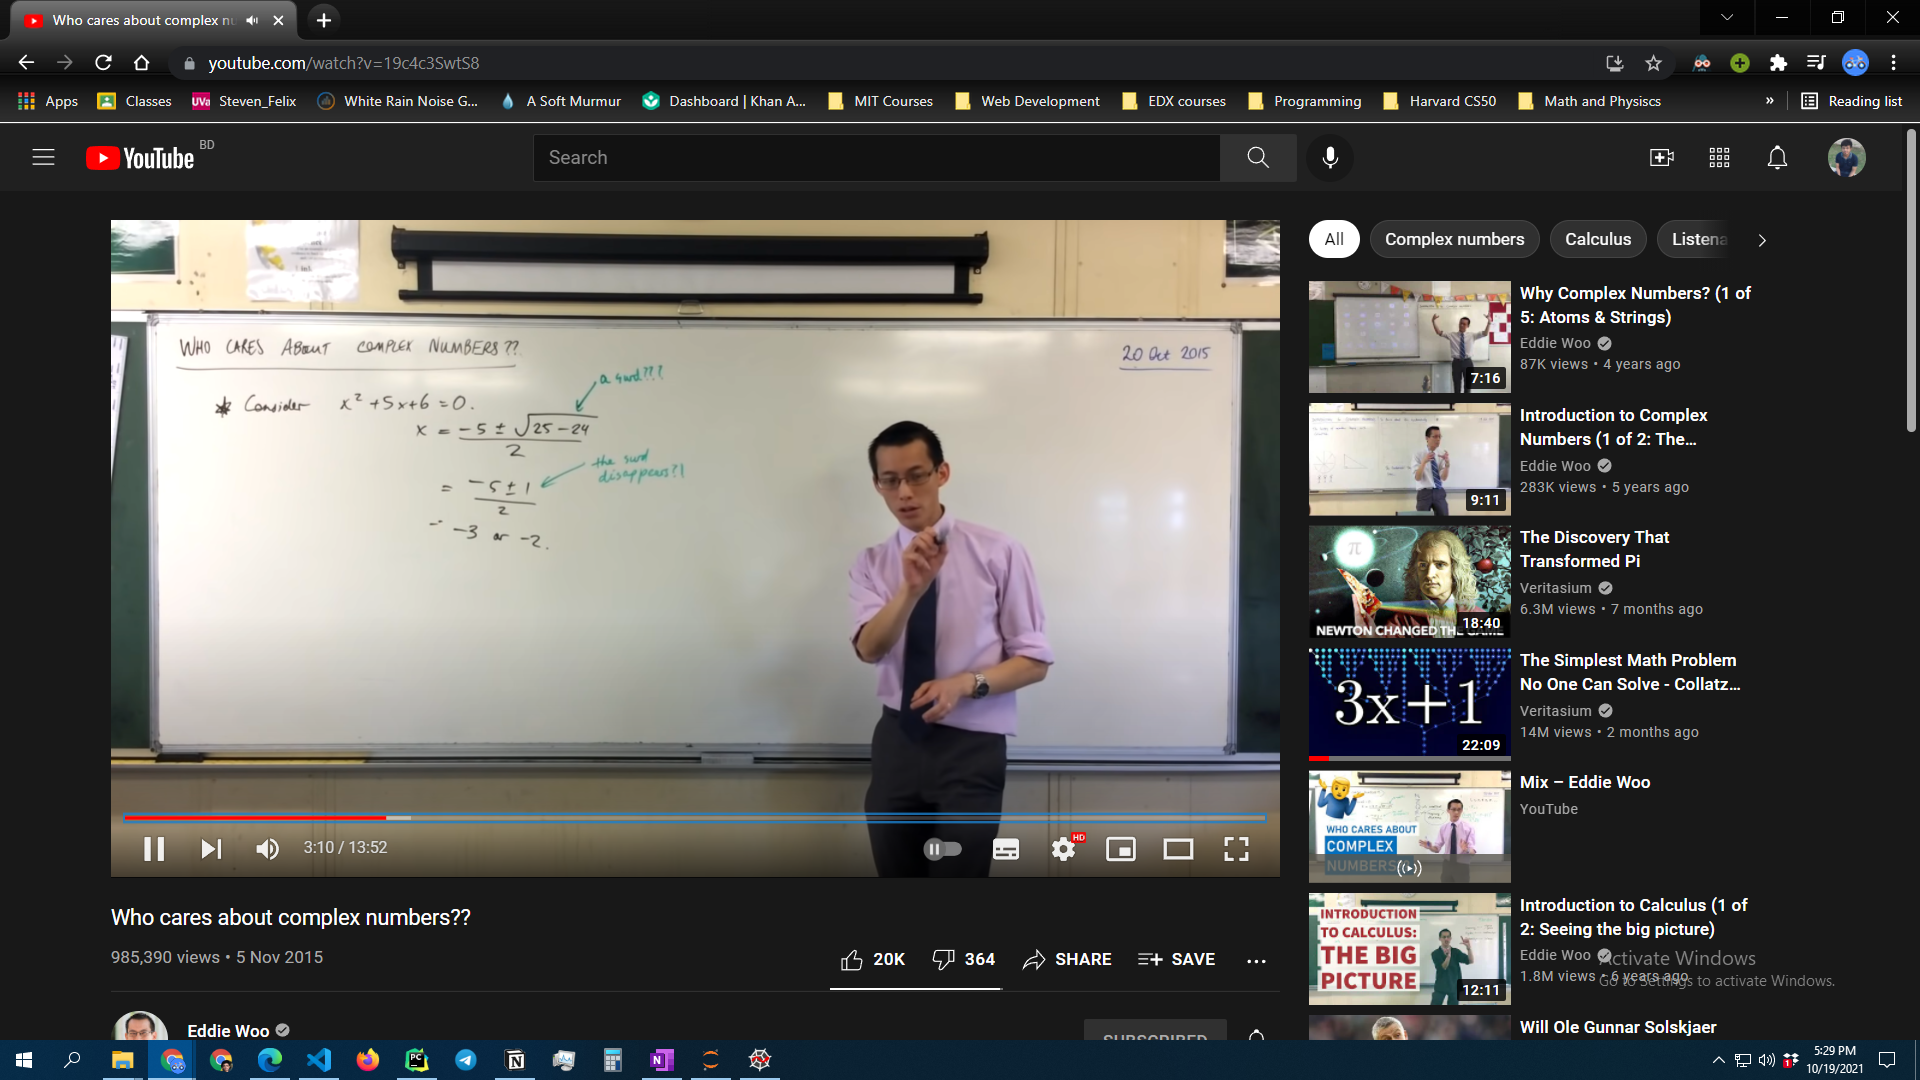 Who cares about complex nu
youtube.com/watch?v=19c4c3SwtS8
Apps
Classes
UVa Steven_Felix
White Rain Noise G...
A Soft Murmur
Dashboard | Khan A...
MIT Courses
Web Development
EDX courses
Programming
Harvard CS50
Math and Physiscs
»
Reading list
YouTube BD
Search
WHO CARES ABOUT COMPLEX NUMBERS??
20 Oct 2015
a surd???
* Consider x² + 5x + 6 = 0.
x = -5 ± √25 - 24
2
the surd
disappears?!
= -5 ± 1
2
= -3 or -2.
3:10 / 13:52
HD
Who cares about complex numbers??
985,390 views • 5 Nov 2015
20K
364
SHARE
SAVE
...
Eddie Woo
SUBSCRIBED
All
Complex numbers
Calculus
Listena
7:16
Why Complex Numbers? (1 of
5: Atoms & Strings)
Eddie Woo
87K views • 4 years ago
9:11
Introduction to Complex
Numbers (1 of 2: The...
Eddie Woo
283K views • 5 years ago
π
NEWTON CHANGED THE GAME
18:40
The Discovery That
Transformed Pi
Veritasium
6.3M views • 7 months ago
3x+1
22:09
The Simplest Math Problem
No One Can Solve - Collatz...
Veritasium
14M views • 2 months ago
WHO CARES ABOUT
COMPLEX
NUMBERS
Mix – Eddie Woo
YouTube
INTRODUCTION
TO CALCULUS:
THE BIG
PICTURE
12:11
Introduction to Calculus (1 of
2: Seeing the big picture)
Eddie Woo
1.8M views • 6 years ago
Activate Windows
Go to Settings to activate Windows.
Will Ole Gunnar Solskjaer
5:29 PM
10/19/2021